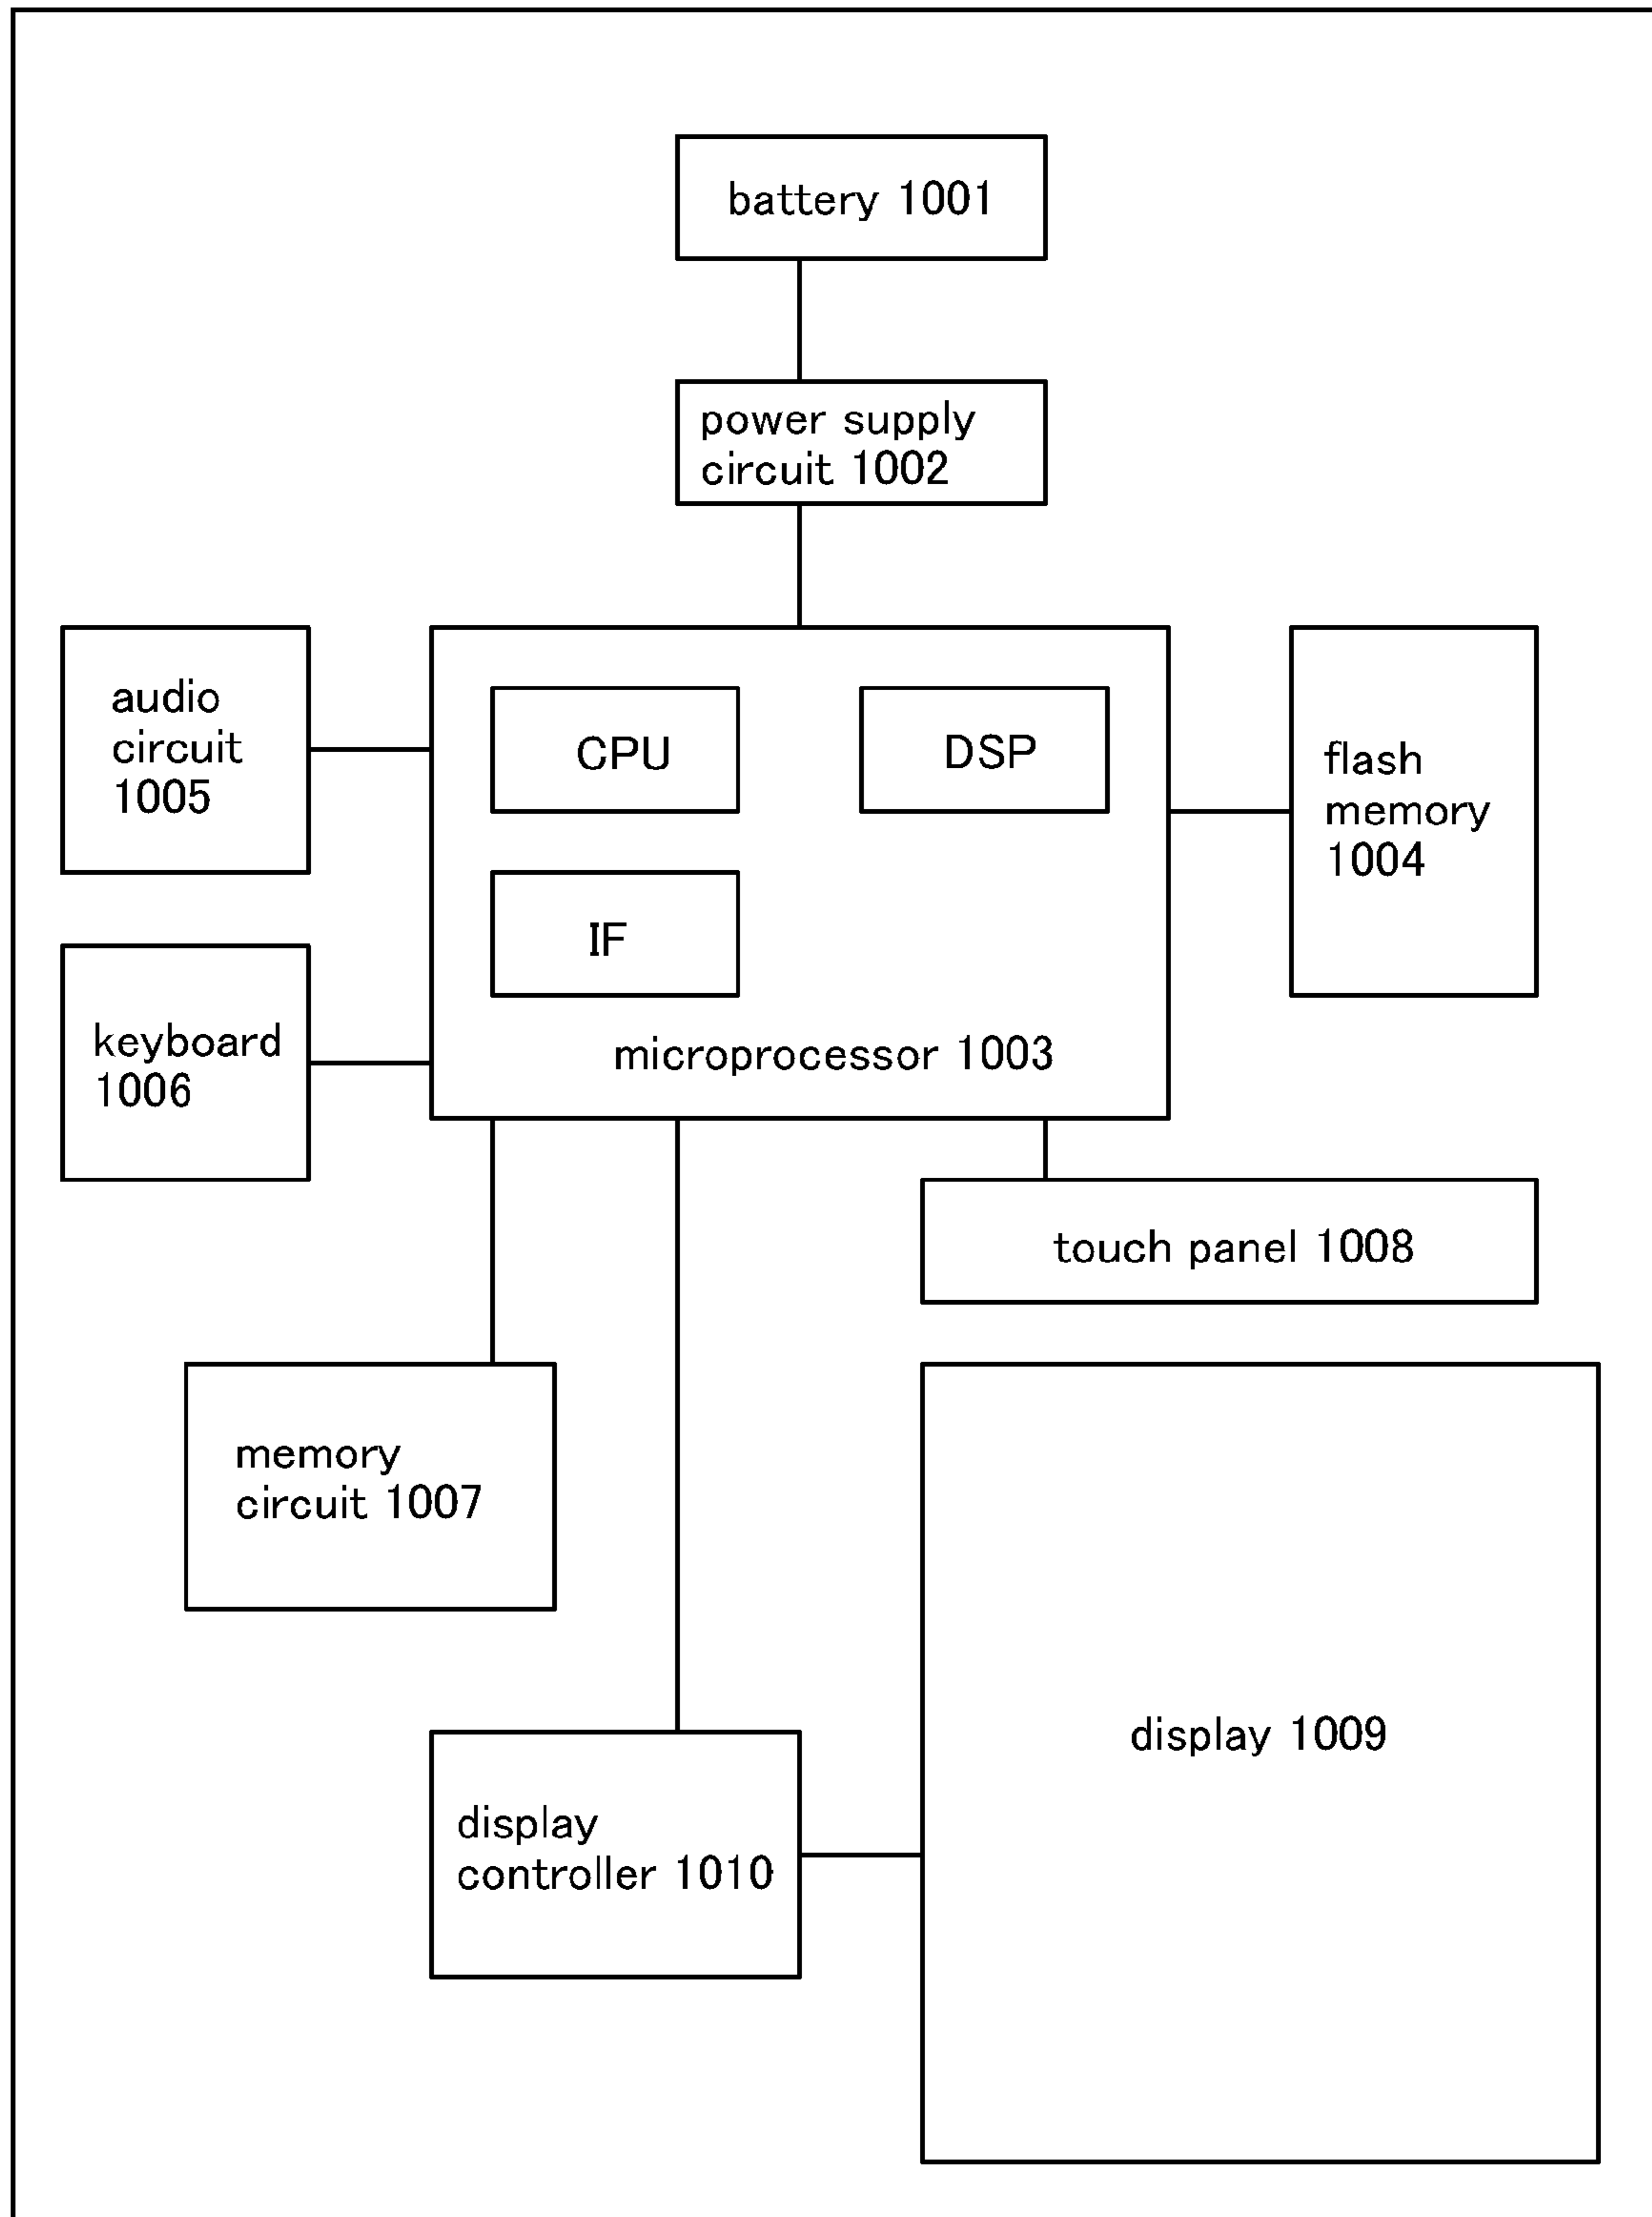 battery 1001
power supply
circuit 1002
audio
circuit
1005
CPU
DSP
flash
memory
1004
IF
keyboard
1006
microprocessor 1003
touch panel 1008
memory
circuit 1007
display 1009
display
controller 1010